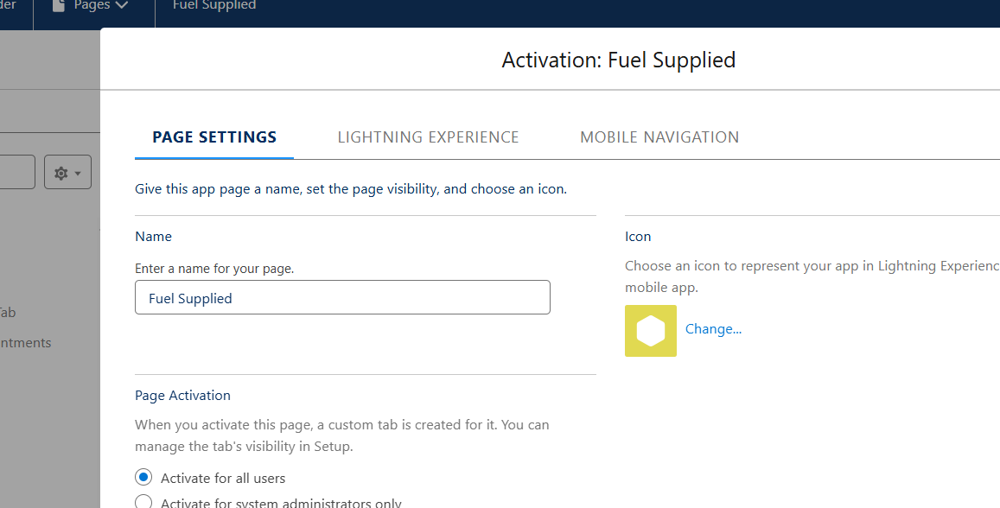 Pages
Fuel Supplied
Activation: Fuel Supplied
PAGE SETTINGS
LIGHTNING EXPERIENCE
MOBILE NAVIGATION
Give this app page a name, set the page visibility, and choose an icon.
Name
Enter a name for your page.
Fuel Supplied
Icon
Choose an icon to represent your app in Lightning Experienc
mobile app.
Change...
ntments
Page Activation
When you activate this page, a custom tab is created for it. You can
manage the tab's visibility in Setup.
Activate for all users
Activate for system administrators only